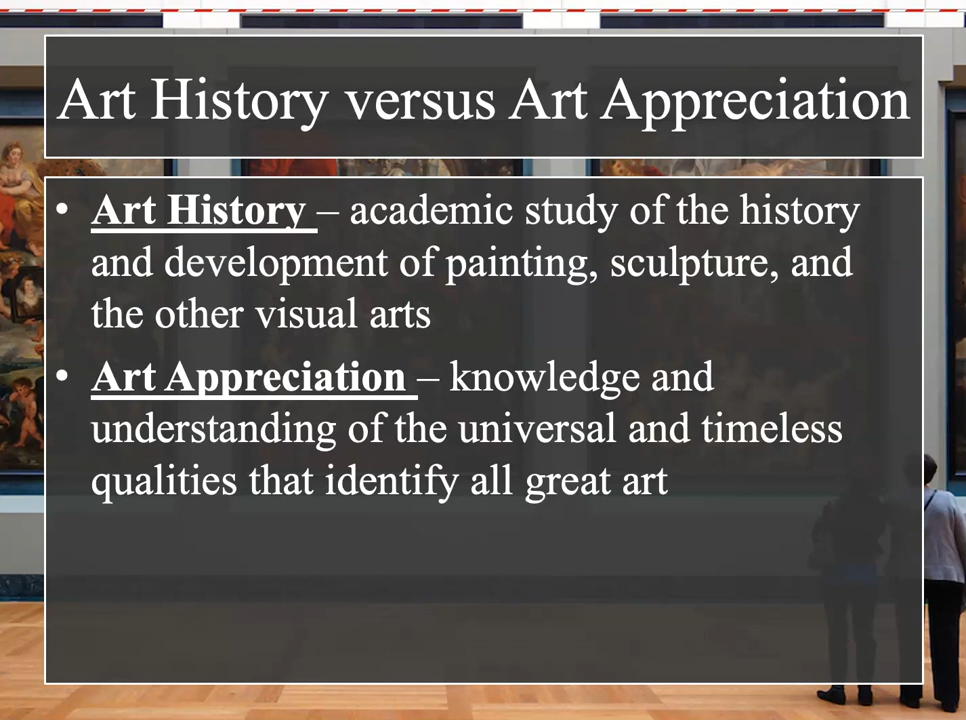 Art History versus Art Appreciation
• Art History – academic study of the history
and development of painting, sculpture, and
the other visual arts
• Art Appreciation – knowledge and
understanding of the universal and timeless
qualities that identify all great art